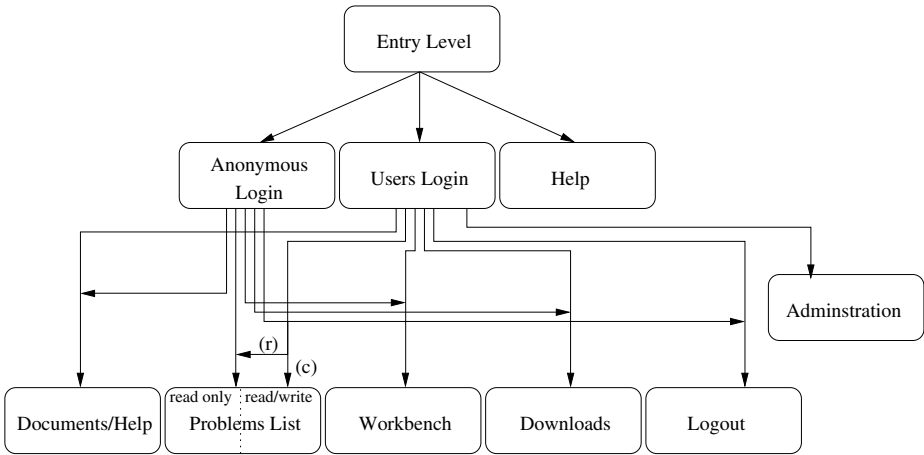 Entry Level
Anonymous
Login
Users Login
Help
Adminstration
(r)
(c)
read only
read/write
Documents/Help
Problems List
Workbench
Downloads
Logout